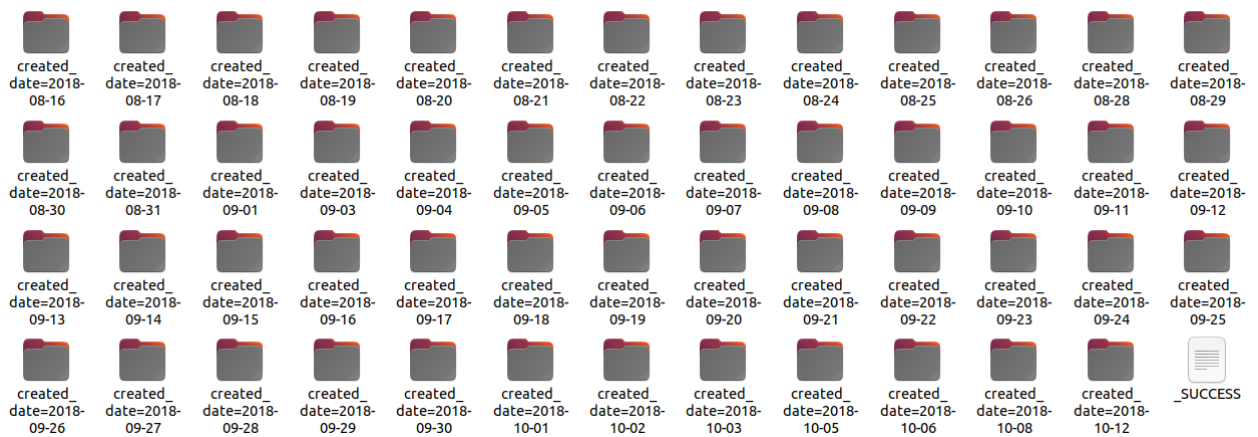 created_
date=2018-
08-16
created_
date=2018-
08-17
created_
date=2018-
08-18
created_
date=2018-
08-19
created_
date=2018-
08-20
created_
date=2018-
08-21
created_
date=2018-
08-22
created_
date=2018-
08-23
created_
date=2018-
08-24
created_
date=2018-
08-25
created_
date=2018-
08-26
created_
date=2018-
08-28
created_
date=2018-
08-29
created_
date=2018-
08-30
created_
date=2018-
08-31
created_
date=2018-
09-01
created_
date=2018-
09-03
created_
date=2018-
09-04
created_
date=2018-
09-05
created_
date=2018-
09-06
created_
date=2018-
09-07
created_
date=2018-
09-08
created_
date=2018-
09-09
created_
date=2018-
09-10
created_
date=2018-
09-11
created_
date=2018-
09-12
created_
date=2018-
09-13
created_
date=2018-
09-14
created_
date=2018-
09-15
created_
date=2018-
09-16
created_
date=2018-
09-17
created_
date=2018-
09-18
created_
date=2018-
09-19
created_
date=2018-
09-20
created_
date=2018-
09-21
created_
date=2018-
09-22
created_
date=2018-
09-23
created_
date=2018-
09-24
created_
date=2018-
09-25
created_
date=2018-
09-26
created_
date=2018-
09-27
created_
date=2018-
09-28
created_
date=2018-
09-29
created_
date=2018-
09-30
created_
date=2018-
10-01
created_
date=2018-
10-02
created_
date=2018-
10-03
created_
date=2018-
10-05
created_
date=2018-
10-06
created_
date=2018-
10-08
created_
date=2018-
10-12
_SUCCESS